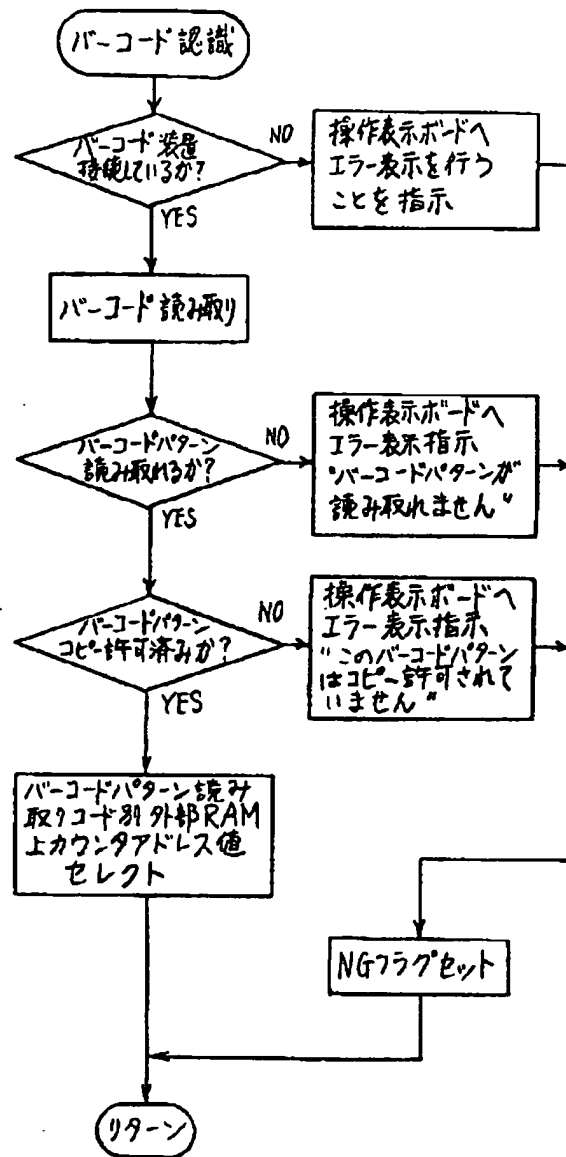 バーコード認識
バーコード装置
接続しているか?
NO
操作表示ボードへ
エラー表示を行う
ことを指示
YES
バーコード読み取り
バーコードパターン
読み取れるか?
NO
操作表示ボードへ
エラー表示指示
"バーコードパターンが
読み取れません"
YES
バーコードパターン
コピー許可済みか?
NO
操作表示ボードへ
エラー表示指示
"このバーコードパターン
はコピー許可されて
いません"
YES
バーコードパターン読み
取りコード別外部RAM
上カウンタアドレス値
セレクト
NGフラグセット
リターン